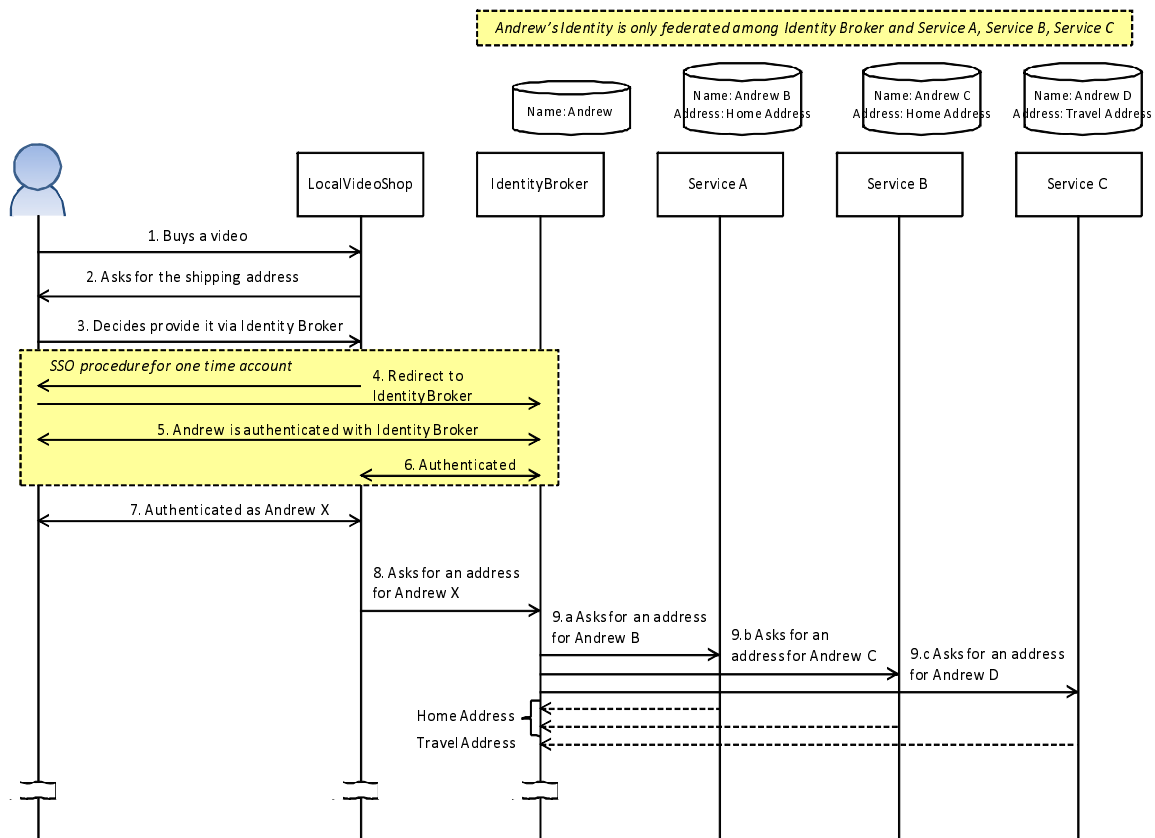 Andrew's Identity is only federated among Identity Broker and Service A, Service B, Service C
Name: Andrew
Name: Andrew B
Address: Home Address
Name: Andrew C
Address: Home Address
Name: Andrew D
Address: Travel Address
LocalVideoShop
IdentityBroker
Service A
Service B
Service C
1. Buys a video
2. Asks for the shipping address
3. Decides provide it via Identity Broker
SSO procedure for one time account
4. Redirect to
IdentityBroker
5. Andrew is authenticated with Identity Broker
6. Authenticated
7. Authenticated as Andrew X
8. Asks for an address
for Andrew X
9.a Asks for an address
for Andrew B
9.b Asks for an
address for Andrew C
9.c Asks for an address
for Andrew D
Home Address
Travel Address